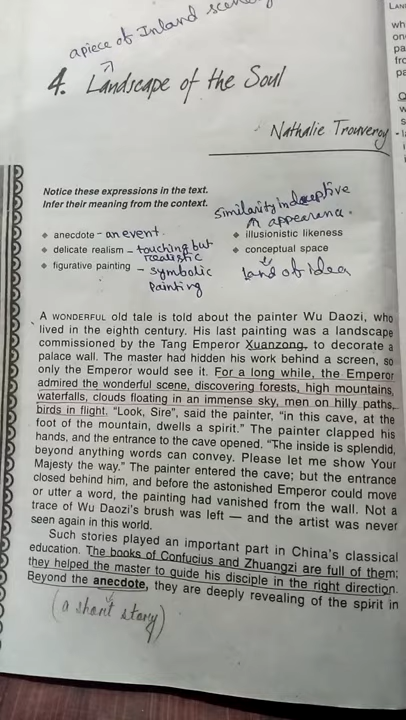 a piece of Inland scenery
4. Landscape of the Soul
Nathalie Trouveroy
Notice these expressions in the text.
Infer their meaning from the context.
similarity in deceptive
appearance.
anecdote - an event.
illusionistic likeness
delicate realism - touching but
realistic
conceptual space
figurative painting - symbolic
painting
Land of Idea
A WONDERFUL old tale is told about the painter Wu Daozi, who
lived in the eighth century. His last painting was a landscape
commissioned by the Tang Emperor Xuanzong, to decorate a
palace wall. The master had hidden his work behind a screen, so
only the Emperor would see it. For a long while, the Emperor
admired the wonderful scene, discovering forests, high mountains,
waterfalls, clouds floating in an immense sky, men on hilly paths,
birds in flight. “Look, Sire”, said the painter, “in this cave, at the
foot of the mountain, dwells a spirit.” The painter clapped his
hands, and the entrance to the cave opened. “The inside is splendid,
beyond anything words can convey. Please let me show Your
Majesty the way.” The painter entered the cave; but the entrance
closed behind him, and before the astonished Emperor could move
or utter a word, the painting had vanished from the wall. Not a
trace of Wu Daozi's brush was left — and the artist was never
seen again in this world.
Such stories played an important part in China's classical
education. The books of Confucius and Zhuangzi are full of them;
they helped the master to guide his disciple in the right direction.
Beyond the anecdote, they are deeply revealing of the spirit in
(a short story)